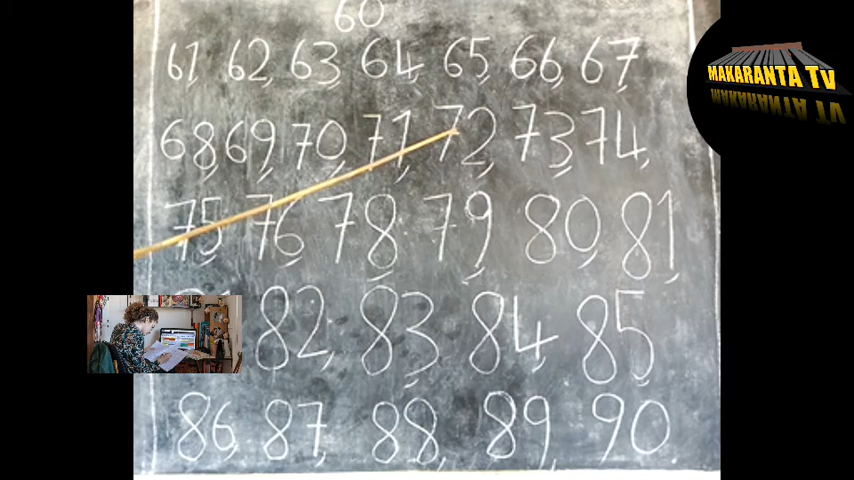 60
61, 62, 63, 64, 65, 66, 67,
68, 69, 70, 71, 72, 73, 74,
75, 76, 78, 79, 80, 81,
82, 83, 84, 85,
86, 87, 88, 89, 90.
MAKARANTA TV